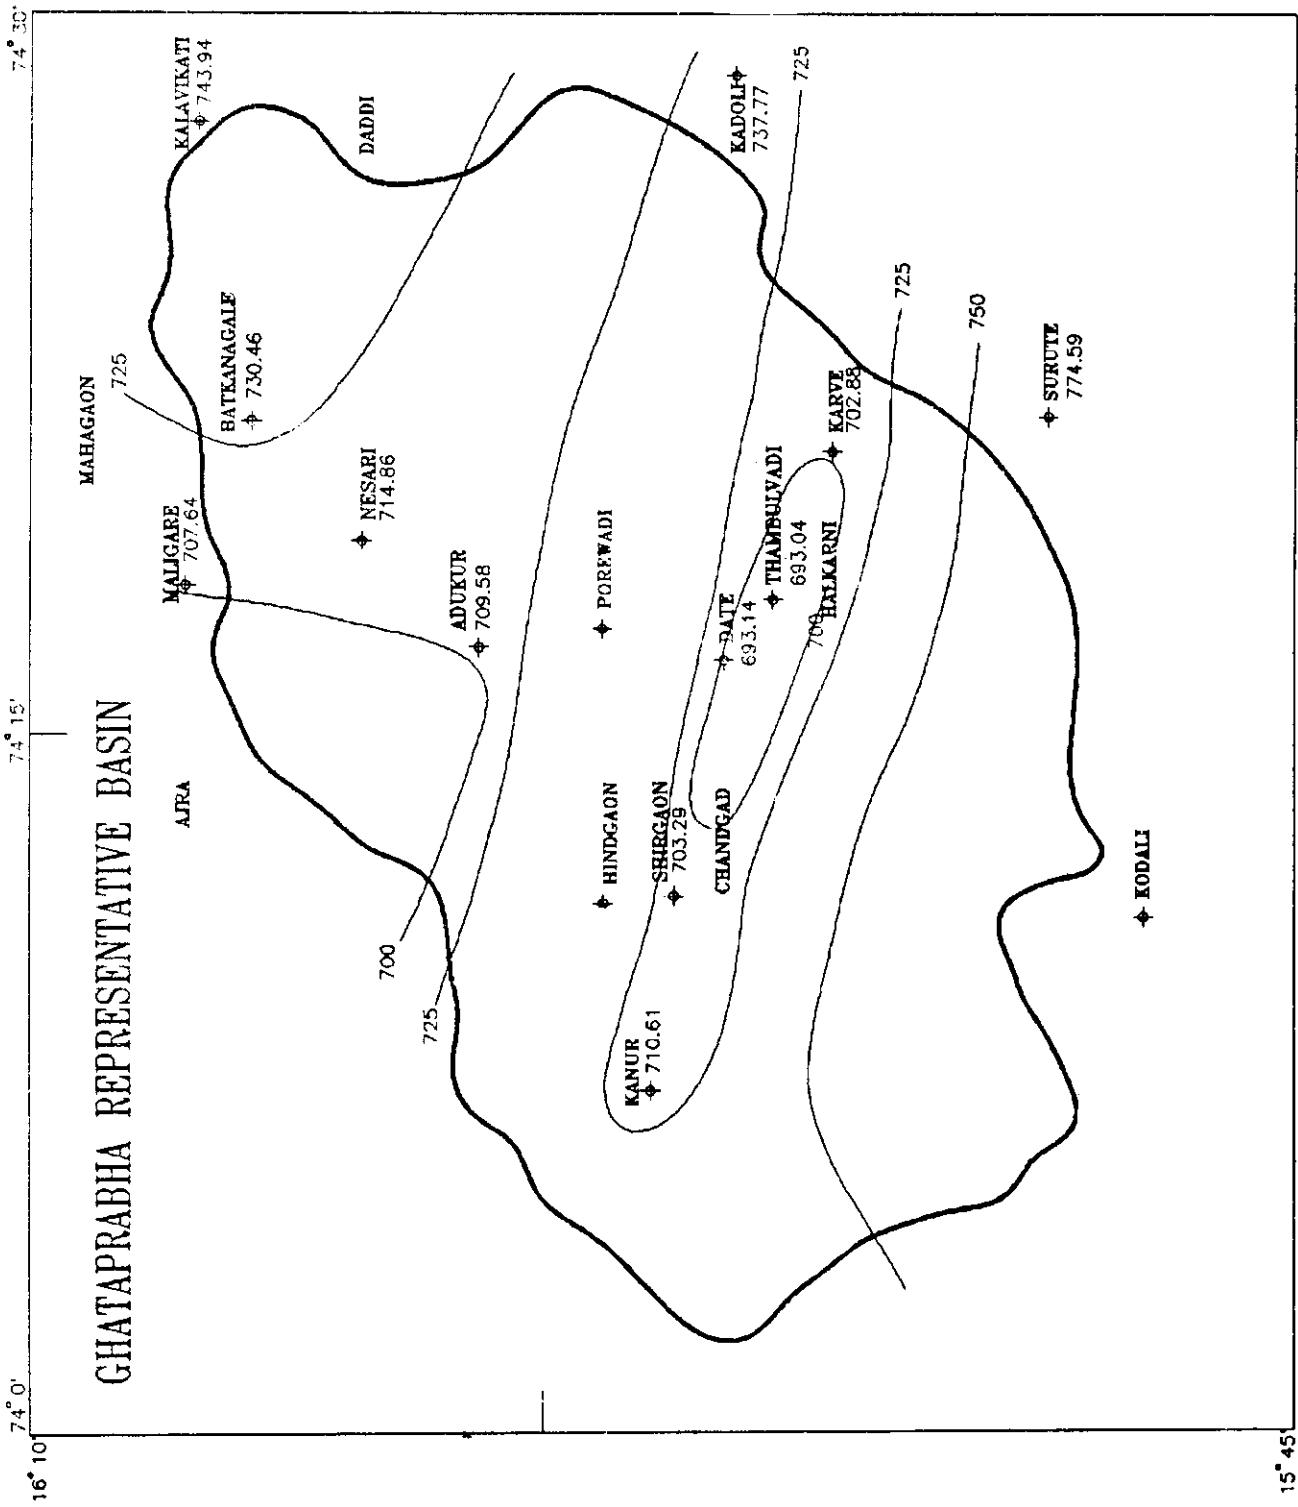 GHATAPRABHA REPRESENTATIVE BASIN
16° 10'
74° 0'
74° 15'
74° 30'
15° 45'
MAHAGAON
725
AJRA
MALIGARE
707.64
KALAVIKATI
743.94
BATKANAGALE
730.46
DADDI
NESARI
714.86
700
725
ADUKUR
709.58
HINDGAON
POREWADI
KANUR
710.61
SHIRGAON
703.29
CHANDGAD
DATE
693.14
THAMBULVADI
693.04
700
HALKARNI
KARVE
702.88
KADOLI
737.77
725
725
750
SURUTE
774.59
KODALI